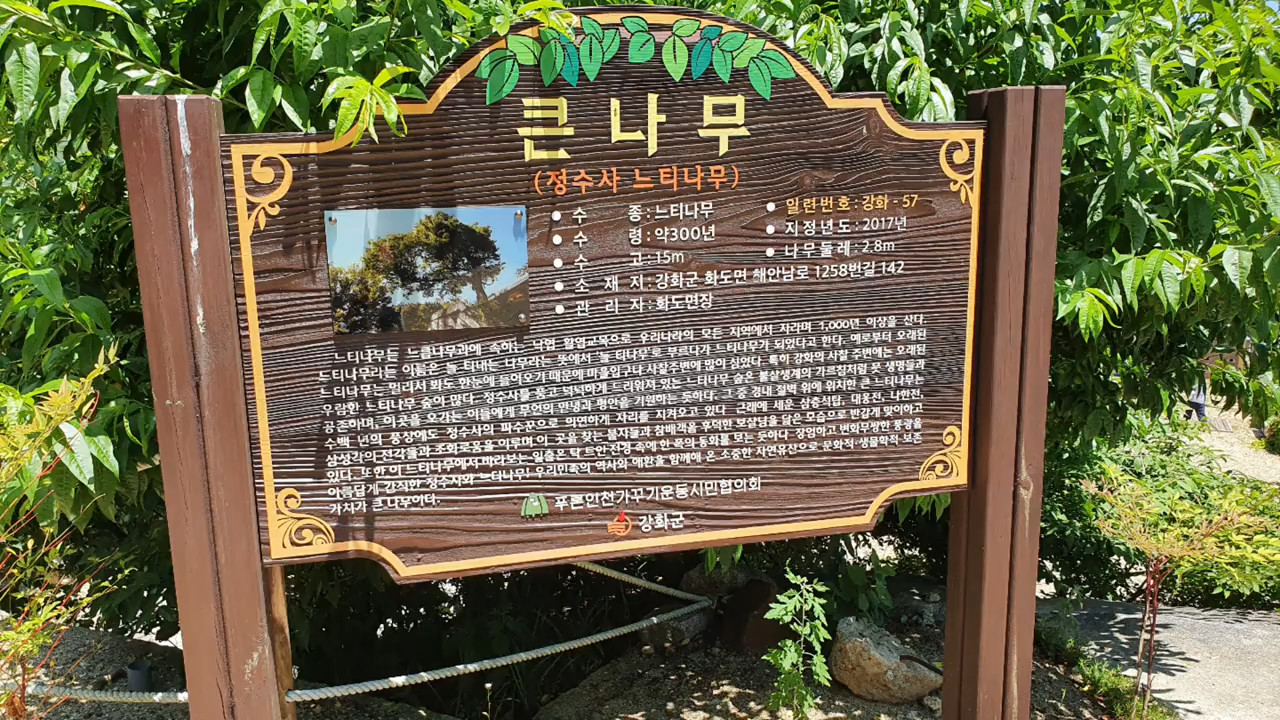 큰나무
(정수사 느티나무)
● 수 종 : 느티나무
● 일련번호 : 강화 - 57
● 수 령 : 약300년
● 지정년도 : 2017년
● 수 고 : 15m
● 나무둘레 : 2.8m
● 소 재 지 : 강화군 화도면 해안남로 1258번길 142
● 관 리 자 : 화도면장
느티나무는 느릅나무과에 속하는 낙엽 활엽교목으로 우리나라의 모든 지역에서 자라며 1,000년 이상을 산다.
느티나무라는 이름은 '늘 티내는 나무'라는 뜻에서 '늘 티나무'로 부르다가 느티나무가 되었다고 한다. 예로부터 오래된
느티나무는 멀리서 봐도 한눈에 들어오기 때문에 마을입구나 사찰주변에 많이 심었다. 특히 강화의 사찰 주변에는 오래된
우람한 느티나무 숲이 많다. 정수사를 품고 넉넉하게 드리워져 있는 느티나무 숲은 불살생계의 가르침처럼 뭇 생명들과
공존하며, 이곳을 오가는 이들에게 무언의 안녕과 평안을 기원하는 듯하다. 그 중 경내 절벽 위에 위치한 큰 느티나무는
수백 년의 풍상에도 정수사의 파수꾼으로 의연하게 자리를 지켜오고 있다. 근래에 세운 삼층석탑, 대웅전, 나한전,
삼성각의 전각들과 조화로움을 이루며 이 곳을 찾는 불자들과 참배객을 후덕한 보살님을 닮은 모습으로 반갑게 맞이하고
있다. 또한 이 느티나무에서 바라보는 일출은 탁 트인 전경 속에 한 폭의 동화를 보는 듯하다. 장엄하고 변화무쌍한 풍광을
아름답게 간직한 정수사와 느티나무! 우리민족의 역사와 애환을 함께해 온 소중한 자연유산으로 문화적·생물학적 보존
가치가 큰 나무이다.
푸른인천가꾸기운동시민협의회
강화군